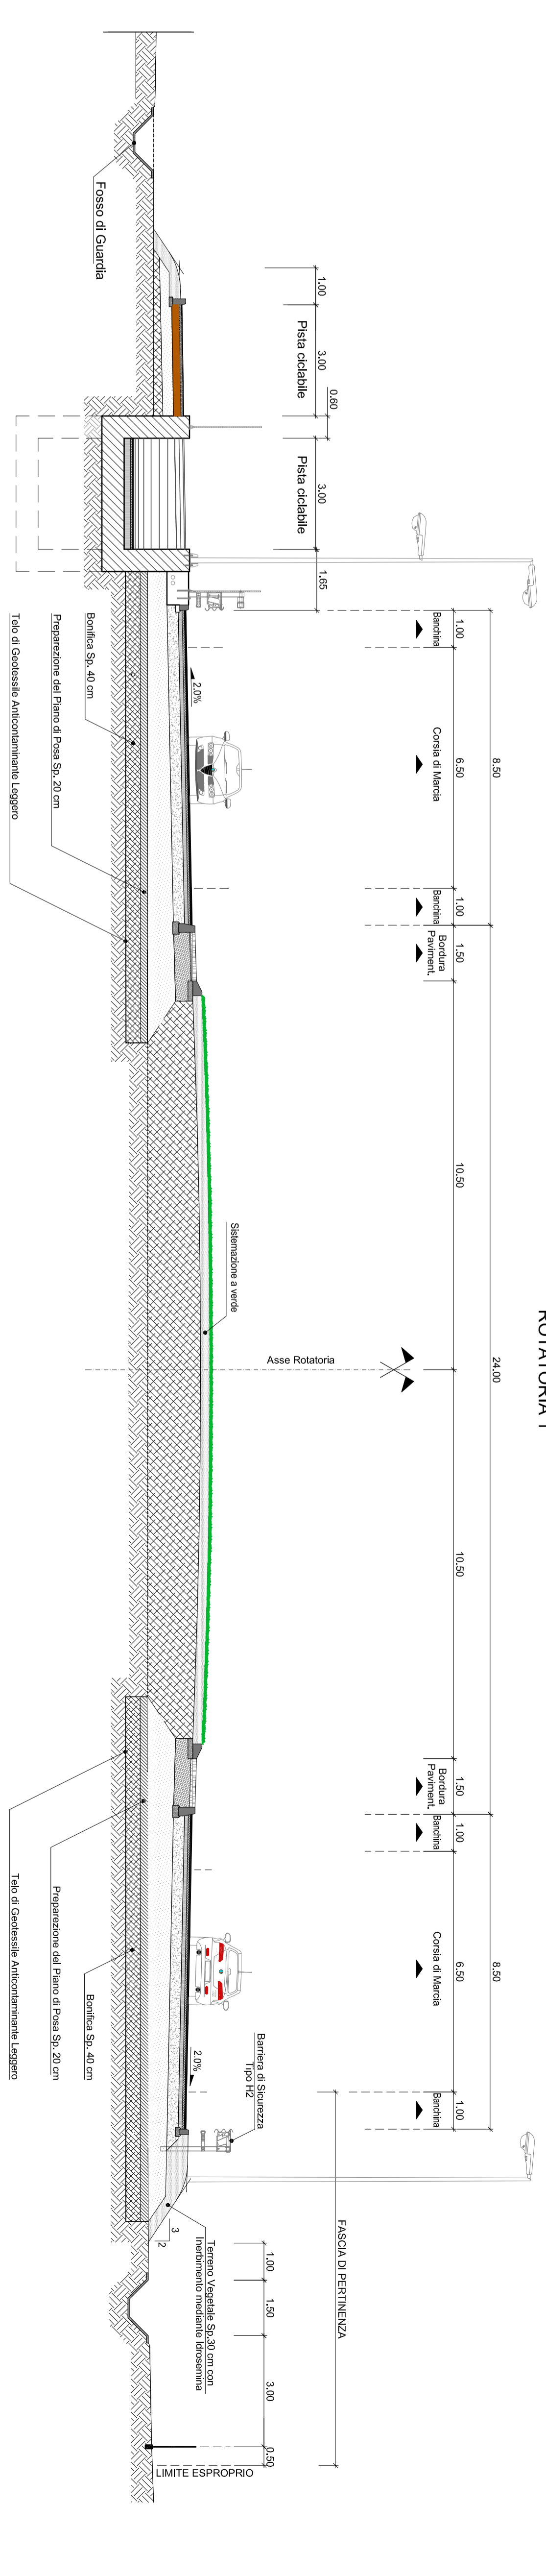 ROTATORIA 1
8.50
24.00
8.50
1.00
6.50
1.00
1.50
10.50
10.50
1.50
1.00
6.50
1.00
Banchina
Corsia di Marcia
Banchina
Bordura
Paviment.
Bordura
Paviment.
Banchina
Corsia di Marcia
Banchina
0.60
1.00
3.00
3.00
1.65
Pista ciclabile
Pista ciclabile
FASCIA DI PERTINENZA
Asse Rotatoria
Barriera di Sicurezza
Tipo H2
1.00
1.50
3.00
0.50
Sistemazione a verde
2.0%
2.0%
Terreno Vegetale Sp.30 cm con
Inerbimento mediante Idrosemina
3
2
LIMITE ESPROPRIO
Fosso di Guardia
Bonifica Sp. 40 cm
Preparezione del Piano di Posa Sp. 20 cm
Telo di Geotessile Anticontaminante Leggero
Bonifica Sp. 40 cm
Preparezione del Piano di Posa Sp. 20 cm
Telo di Geotessile Anticontaminante Leggero